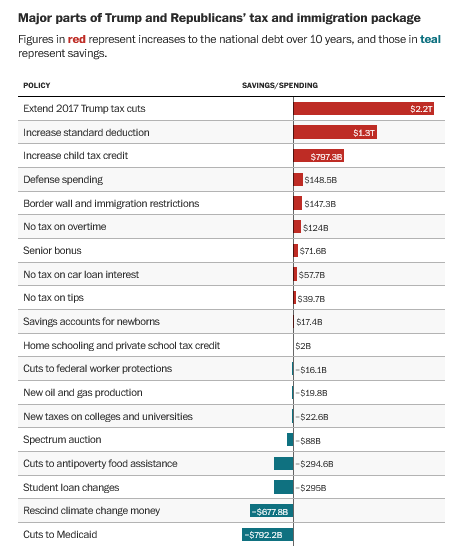 Major parts of Trump and Republicans' tax and immigration package
Figures in red represent increases to the national debt over 10 years, and those in teal
represent savings.
POLICY SAVINGS/SPENDING
Extend 2017 Trump tax cuts $2.2T
Increase standard deduction $1.3T
Increase child tax credit $797.3B
Defense spending $148.5B
Border wall and immigration restrictions $147.3B
No tax on overtime $124B
Senior bonus $71.6B
No tax on car loan interest $57.7B
No tax on tips $39.7B
Savings accounts for newborns $17.4B
Home schooling and private school tax credit $2B
Cuts to federal worker protections –$16.1B
New oil and gas production –$19.8B
New taxes on colleges and universities –$22.6B
Spectrum auction –$88B
Cuts to antipoverty food assistance –$294.6B
Student loan changes –$295B
Rescind climate change money –$677.8B
Cuts to Medicaid –$792.2B